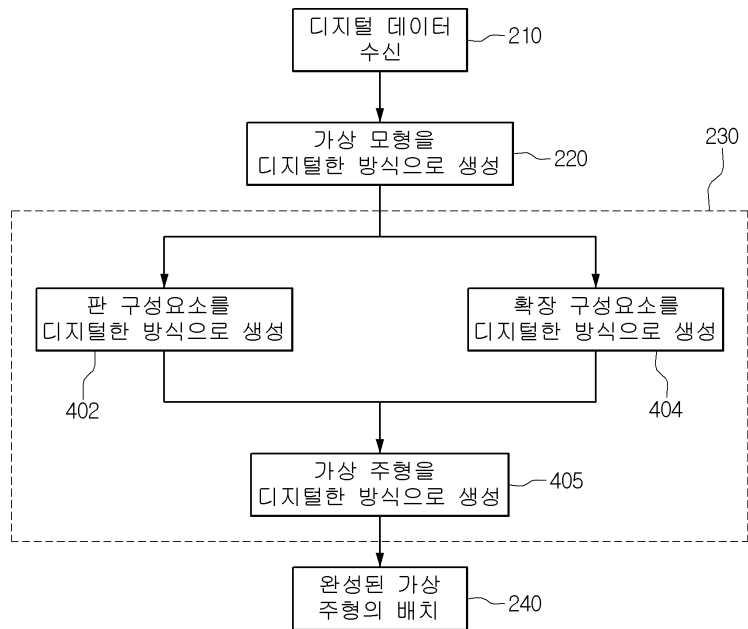 디지털 데이터
수신
210
가상 모형을
디지털한 방식으로 생성
220
230
판 구성요소를
디지털한 방식으로 생성
402
확장 구성요소를
디지털한 방식으로 생성
404
가상 주형을
디지털한 방식으로 생성
405
완성된 가상
주형의 배치
240